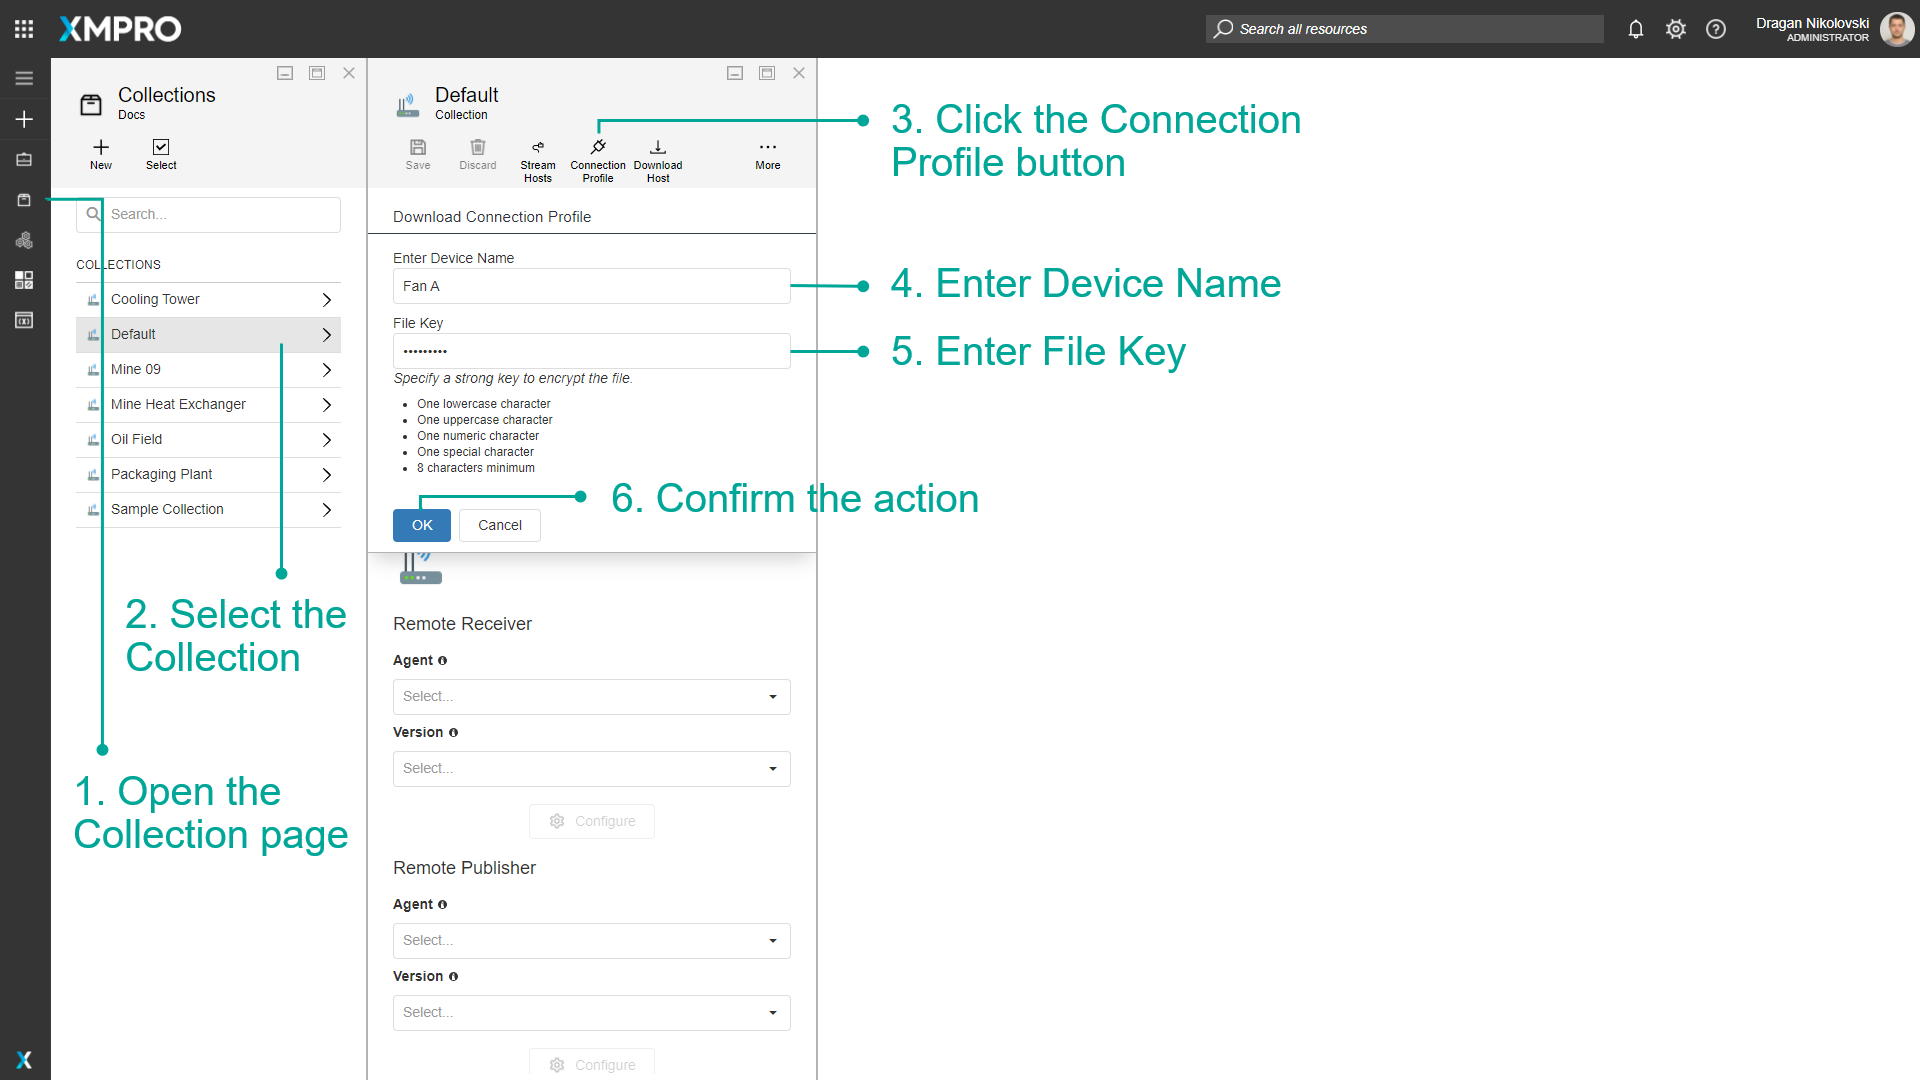 XMPRO
Search all resources
Dragan Nikolovski
ADMINISTRATOR
Collections
Docs
New
Select
Search...
COLLECTIONS
Cooling Tower
Default
Mine 09
Mine Heat Exchanger
Oil Field
Packaging Plant
Sample Collection
2. Select the
Collection
1. Open the
Collection page
Default
Collection
Save
Discard
Stream
Hosts
Connection
Profile
Download
Host
More
Download Connection Profile
Enter Device Name
Fan A
File Key
•••••••••
Specify a strong key to encrypt the file.
• One lowercase character
• One uppercase character
• One numeric character
• One special character
• 8 characters minimum
OK
Cancel
Remote Receiver
Agent
Select...
Version
Select...
Configure
Remote Publisher
Agent
Select...
Version
Select...
Configure
3. Click the Connection
Profile button
4. Enter Device Name
5. Enter File Key
6. Confirm the action